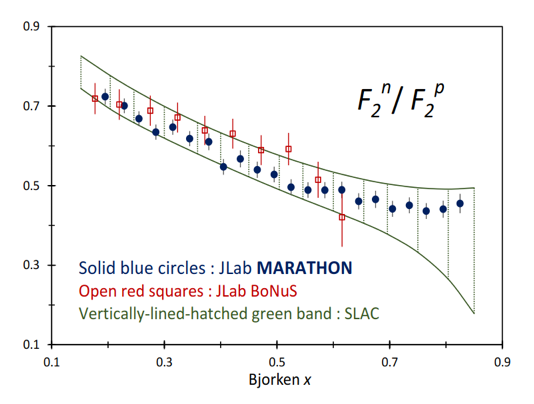 0.9
F₂ⁿ/ F₂ᵖ
0.7
0.5
0.3
Solid blue circles : JLab MARATHON
Open red squares : JLab BoNuS
Vertically-lined-hatched green band : SLAC
0.1
0.1 0.3 0.5 0.7 0.9
Bjorken x